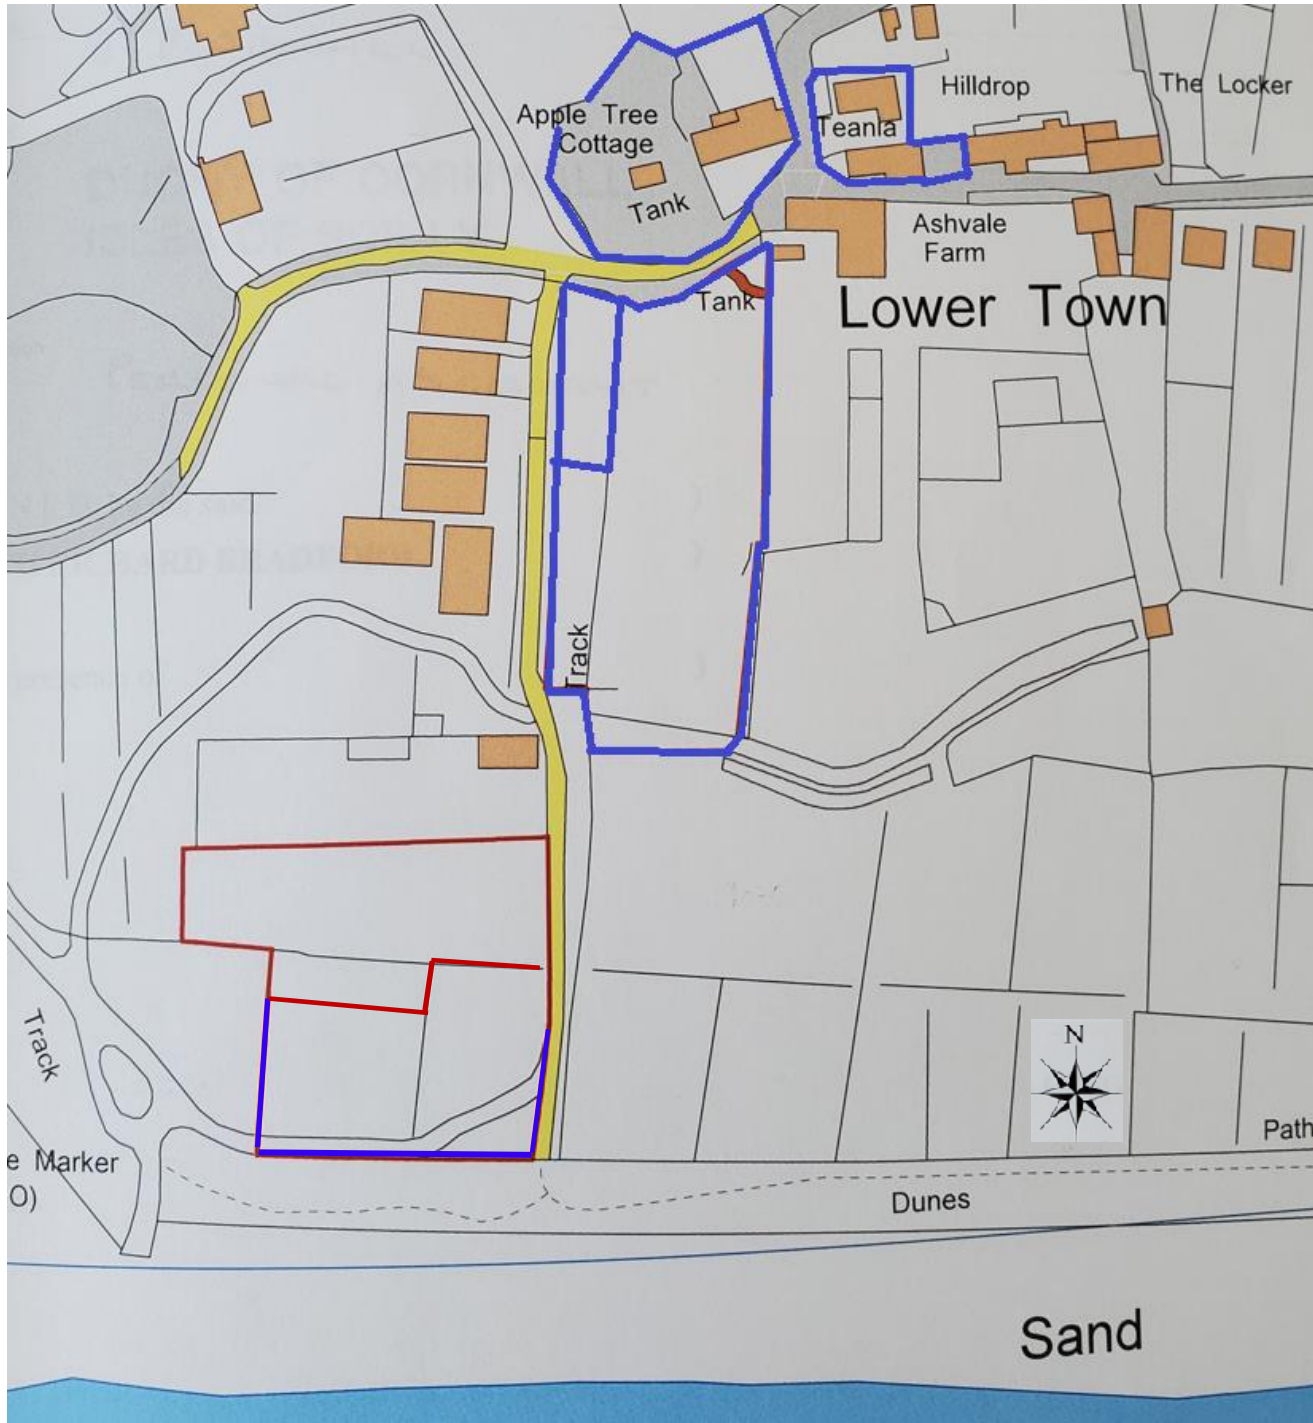 Apple Tree
Cottage
Tank
Teania
Hilldrop
The Locker
Ashvale
Farm
Tank
Lower Town
Track
Track
N
e Marker
O)
Path
Dunes
Sand